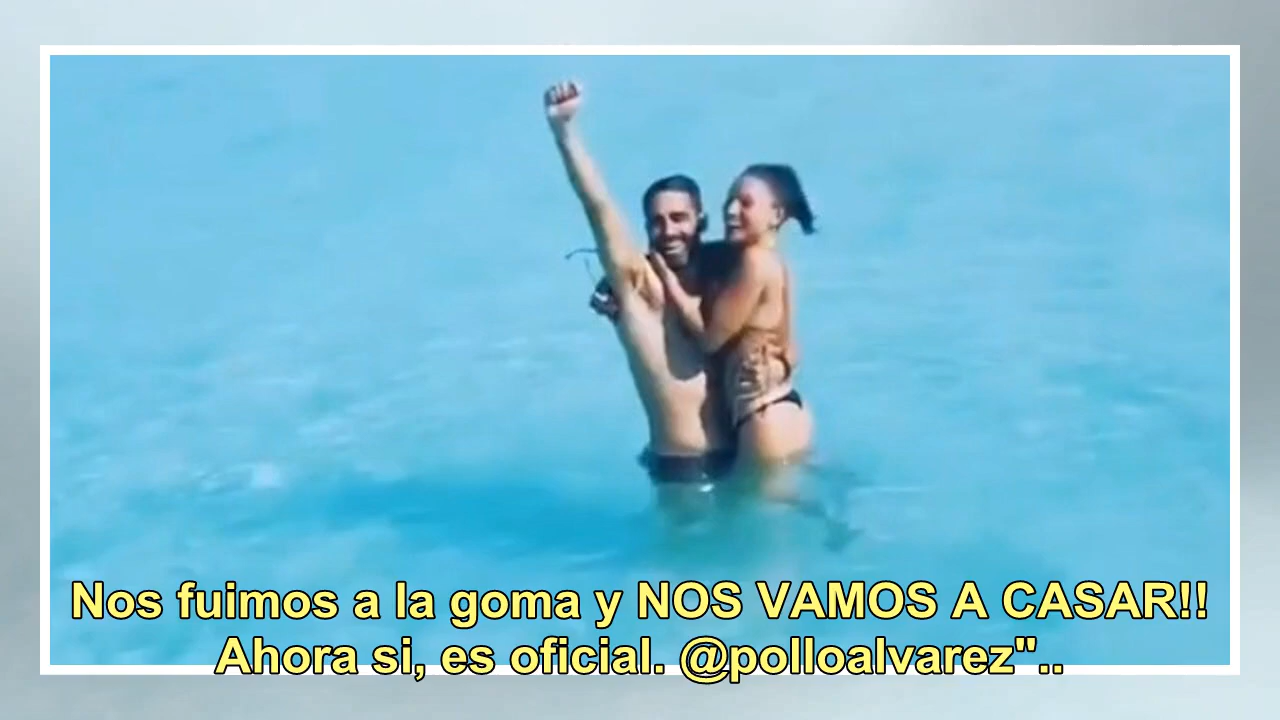 Nos fuimos a la goma y NOS VAMOS A CASAR!!
Ahora si, es oficial. @polloalvarez"..